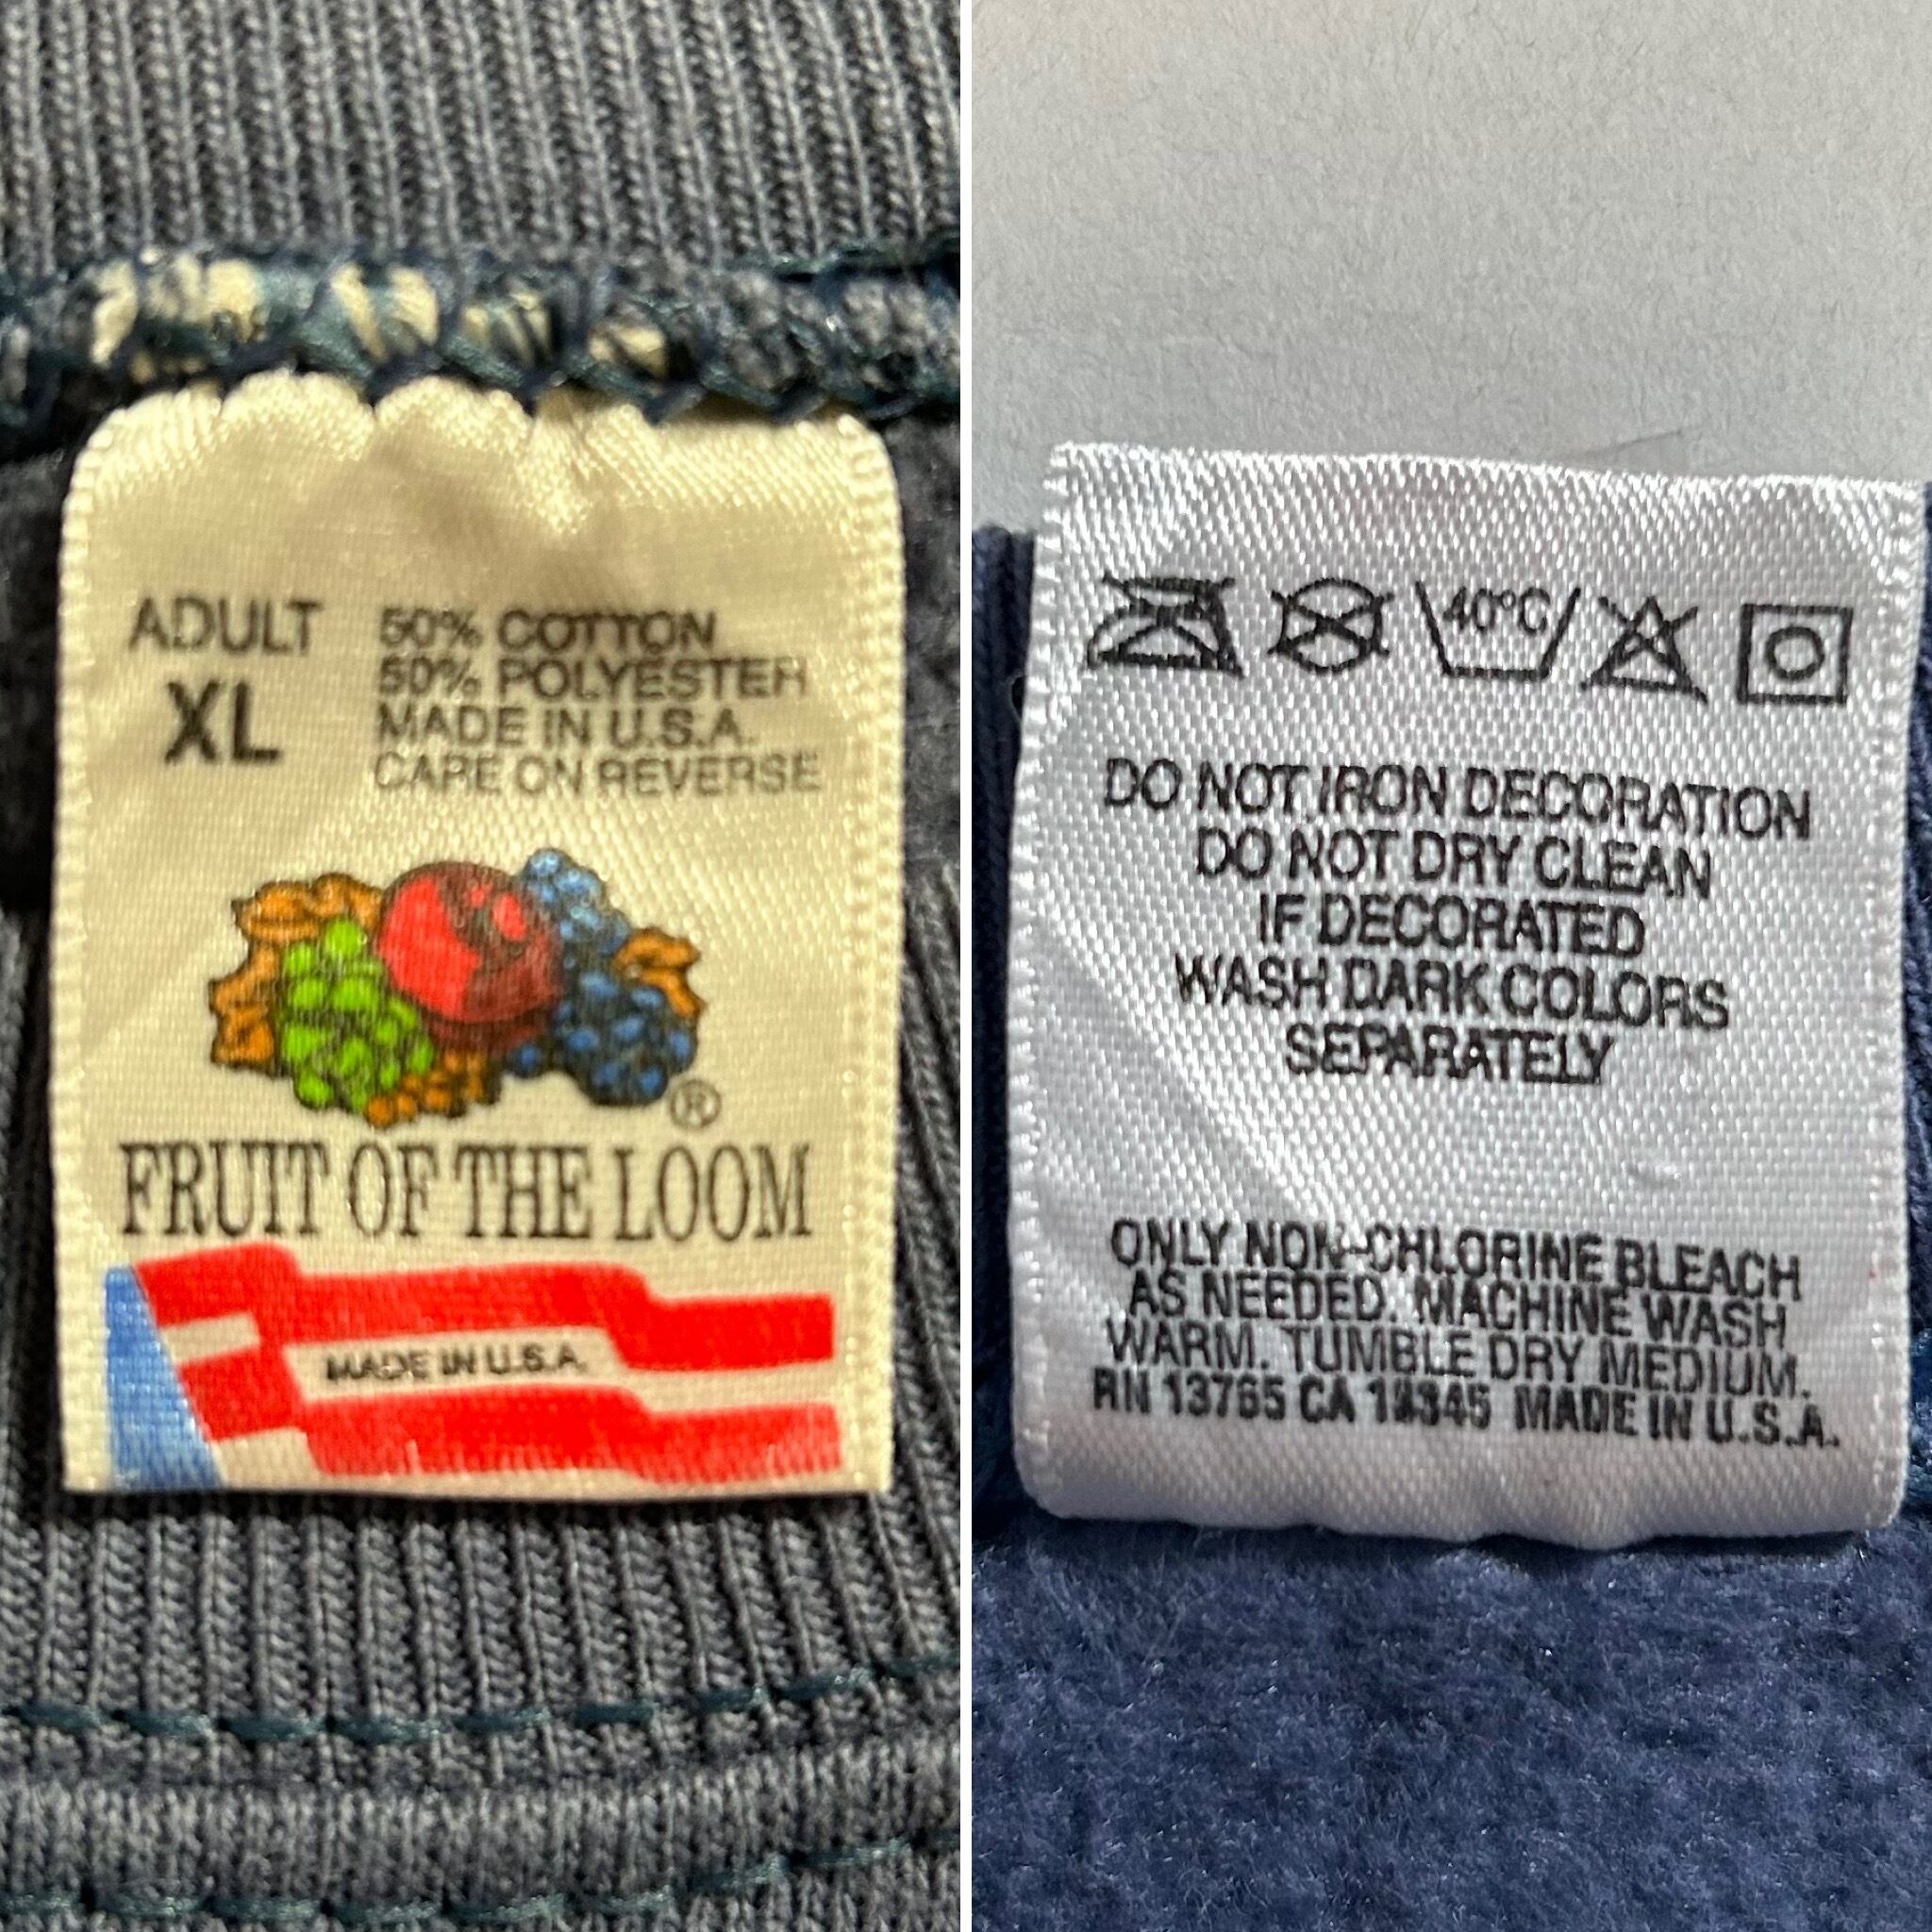 ADULT
XL
50% COTTON
50% POLYESTER
MADE IN U.S.A.
CARE ON REVERSE
®
FRUIT OF THE LOOM
MADE IN U.S.A.
40°C
DO NOT IRON DECORATION
DO NOT DRY CLEAN
IF DECORATED
WASH DARK COLORS
SEPARATELY
ONLY NON-CHLORINE BLEACH
AS NEEDED. MACHINE WASH
WARM. TUMBLE DRY MEDIUM.
RN 13765 CA MADE IN U.S.A.